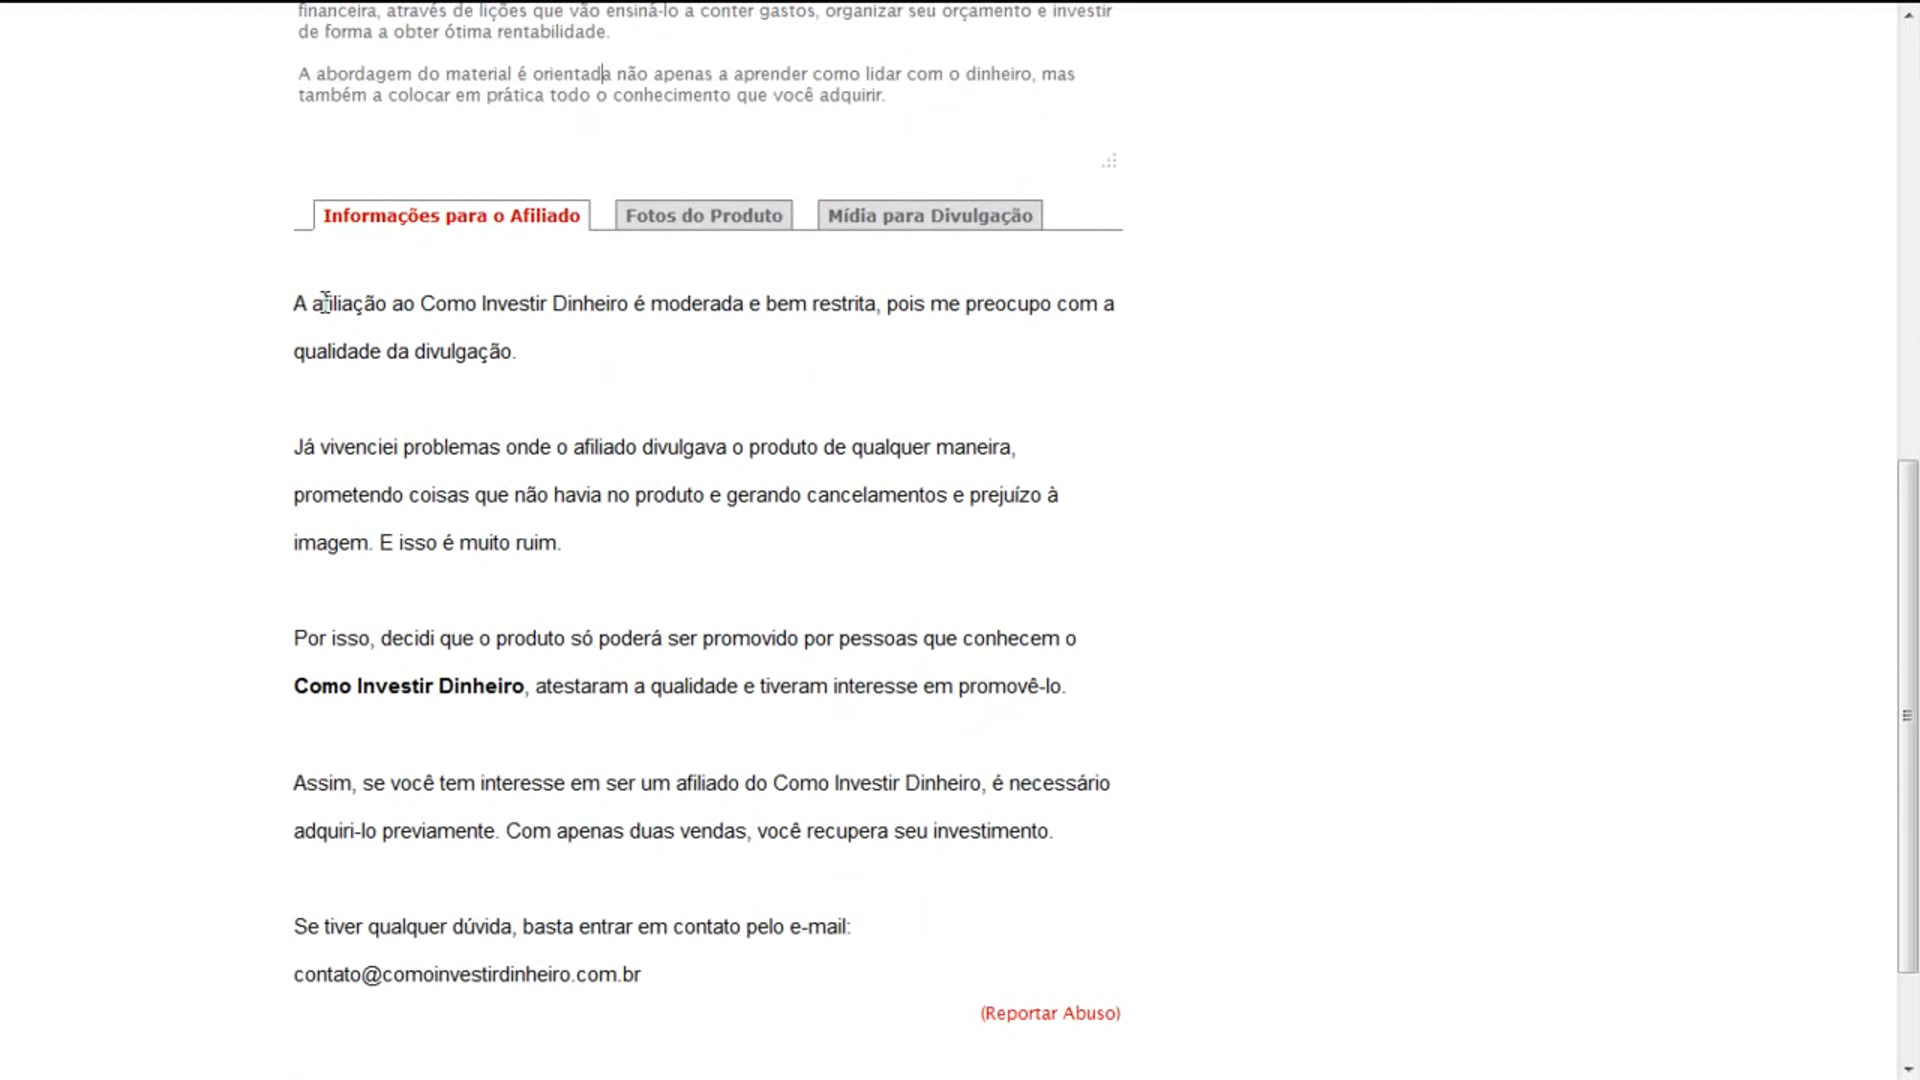 financeira, através de lições que vão ensiná-lo a conter gastos, organizar seu orçamento e investir
de forma a obter ótima rentabilidade.
A abordagem do material é orientada não apenas a aprender como lidar com o dinheiro, mas
também a colocar em prática todo o conhecimento que você adquirir.
Informações para o Afiliado
Fotos do Produto
Mídia para Divulgação
A afiliação ao Como Investir Dinheiro é moderada e bem restrita, pois me preocupo com a
qualidade da divulgação.
Já vivenciei problemas onde o afiliado divulgava o produto de qualquer maneira,
prometendo coisas que não havia no produto e gerando cancelamentos e prejuízo à
imagem. E isso é muito ruim.
Por isso, decidi que o produto só poderá ser promovido por pessoas que conhecem o
Como Investir Dinheiro, atestaram a qualidade e tiveram interesse em promovê-lo.
Assim, se você tem interesse em ser um afiliado do Como Investir Dinheiro, é necessário
adquiri-lo previamente. Com apenas duas vendas, você recupera seu investimento.
Se tiver qualquer dúvida, basta entrar em contato pelo e-mail:
contato@comoinvestirdinheiro.com.br
(Reportar Abuso)